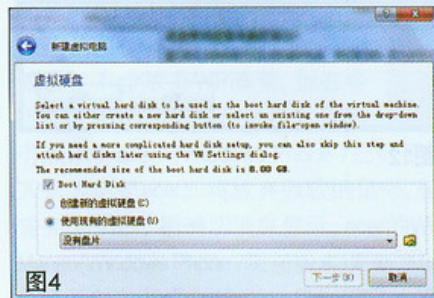 新建虚拟电脑
虚拟硬盘
Select a virtual hard disk to be used as the boot hard disk of the virtual machine.
You can either create a new hard disk or select an existing one from the drop-down
list or by pressing corresponding button (to invoke file-open window).
If you need a more complicated hard disk setup, you can also skip this step and
attach hard disks later using the VM Settings dialog.
The recommended size of the boot hard disk is 8.00 GB.
Boot Hard Disk
创建新的虚拟硬盘(C)
使用现有的虚拟硬盘(U)
没有盘片
下一步(N) 取消
图4